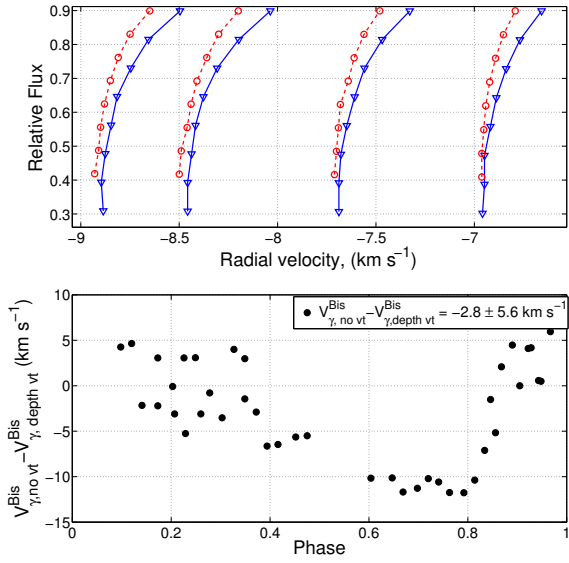 0.9
0.8
0.7
0.6
0.5
0.4
0.3
Relative Flux
−9 −8.5 −8 −7.5 −7
Radial velocity, (km s⁻¹)
10
5
0
−5
−10
−15
V^Bis_γ,no vt−V^Bis_γ, depth vt (km s⁻¹)
V^Bis_γ, no vt−V^Bis_γ,depth vt = −2.8 ± 5.6 km s⁻¹
0 0.2 0.4 0.6 0.8 1
Phase